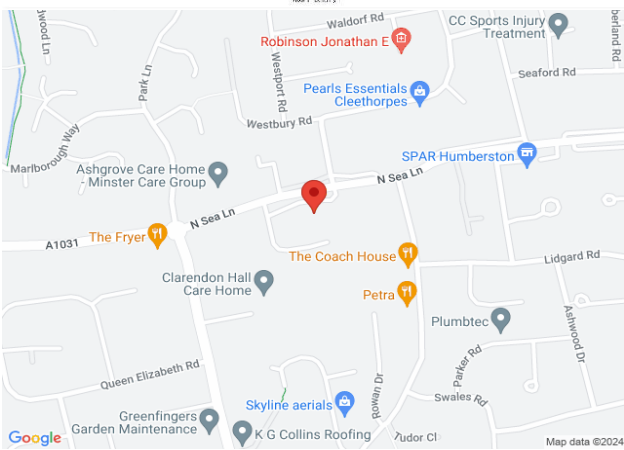 Waldorf Rd
CC Sports Injury
Treatment
Robinson Jonathan E
Westport Rd
Park Ln
Seaford Rd
Pearls Essentials
Cleethorpes
Westbury Rd
Marlborough Way
SPAR Humberston
Ashgrove Care Home
- Minster Care Group
N Sea Ln
N Sea Ln
A1031
The Fryer
The Coach House
Lidgard Rd
Clarendon Hall
Care Home
Petra
Plumbtec
Ashwood Dr
Parker Rd
Queen Elizabeth Rd
Rowan Dr
Swales Rd
Skyline aerials
Greenfingers
Garden Maintenance
K G Collins Roofing
Tudor Cl
Google
Map data ©2024